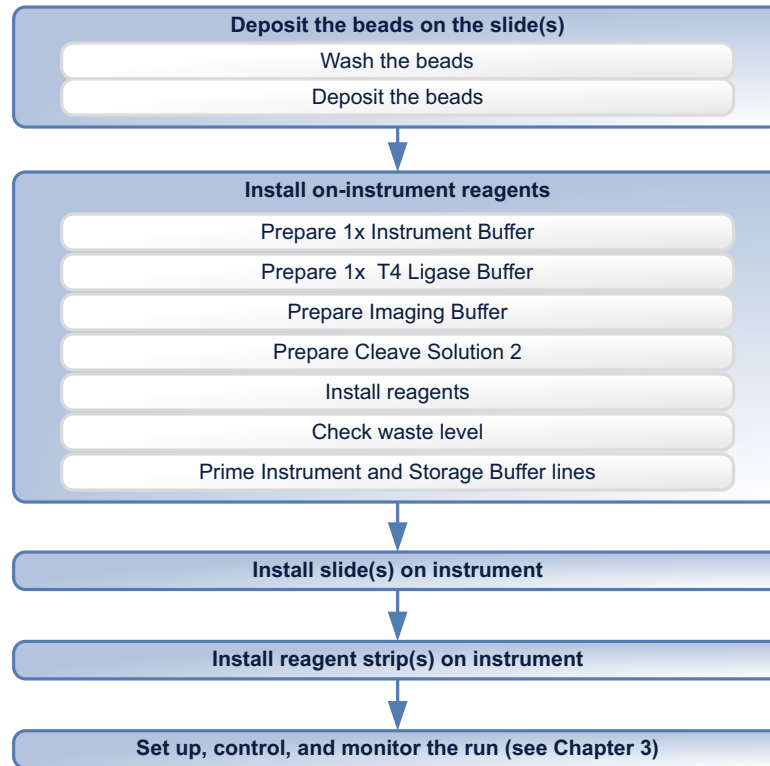 Deposit the beads on the slide(s)
Wash the beads
Deposit the beads
Install on-instrument reagents
Prepare 1x Instrument Buffer
Prepare 1x  T4 Ligase Buffer
Prepare Imaging Buffer
Prepare Cleave Solution 2
Install reagents
Check waste level
Prime Instrument and Storage Buffer lines
Install slide(s) on instrument
Install reagent strip(s) on instrument
Set up, control, and monitor the run (see Chapter 3)